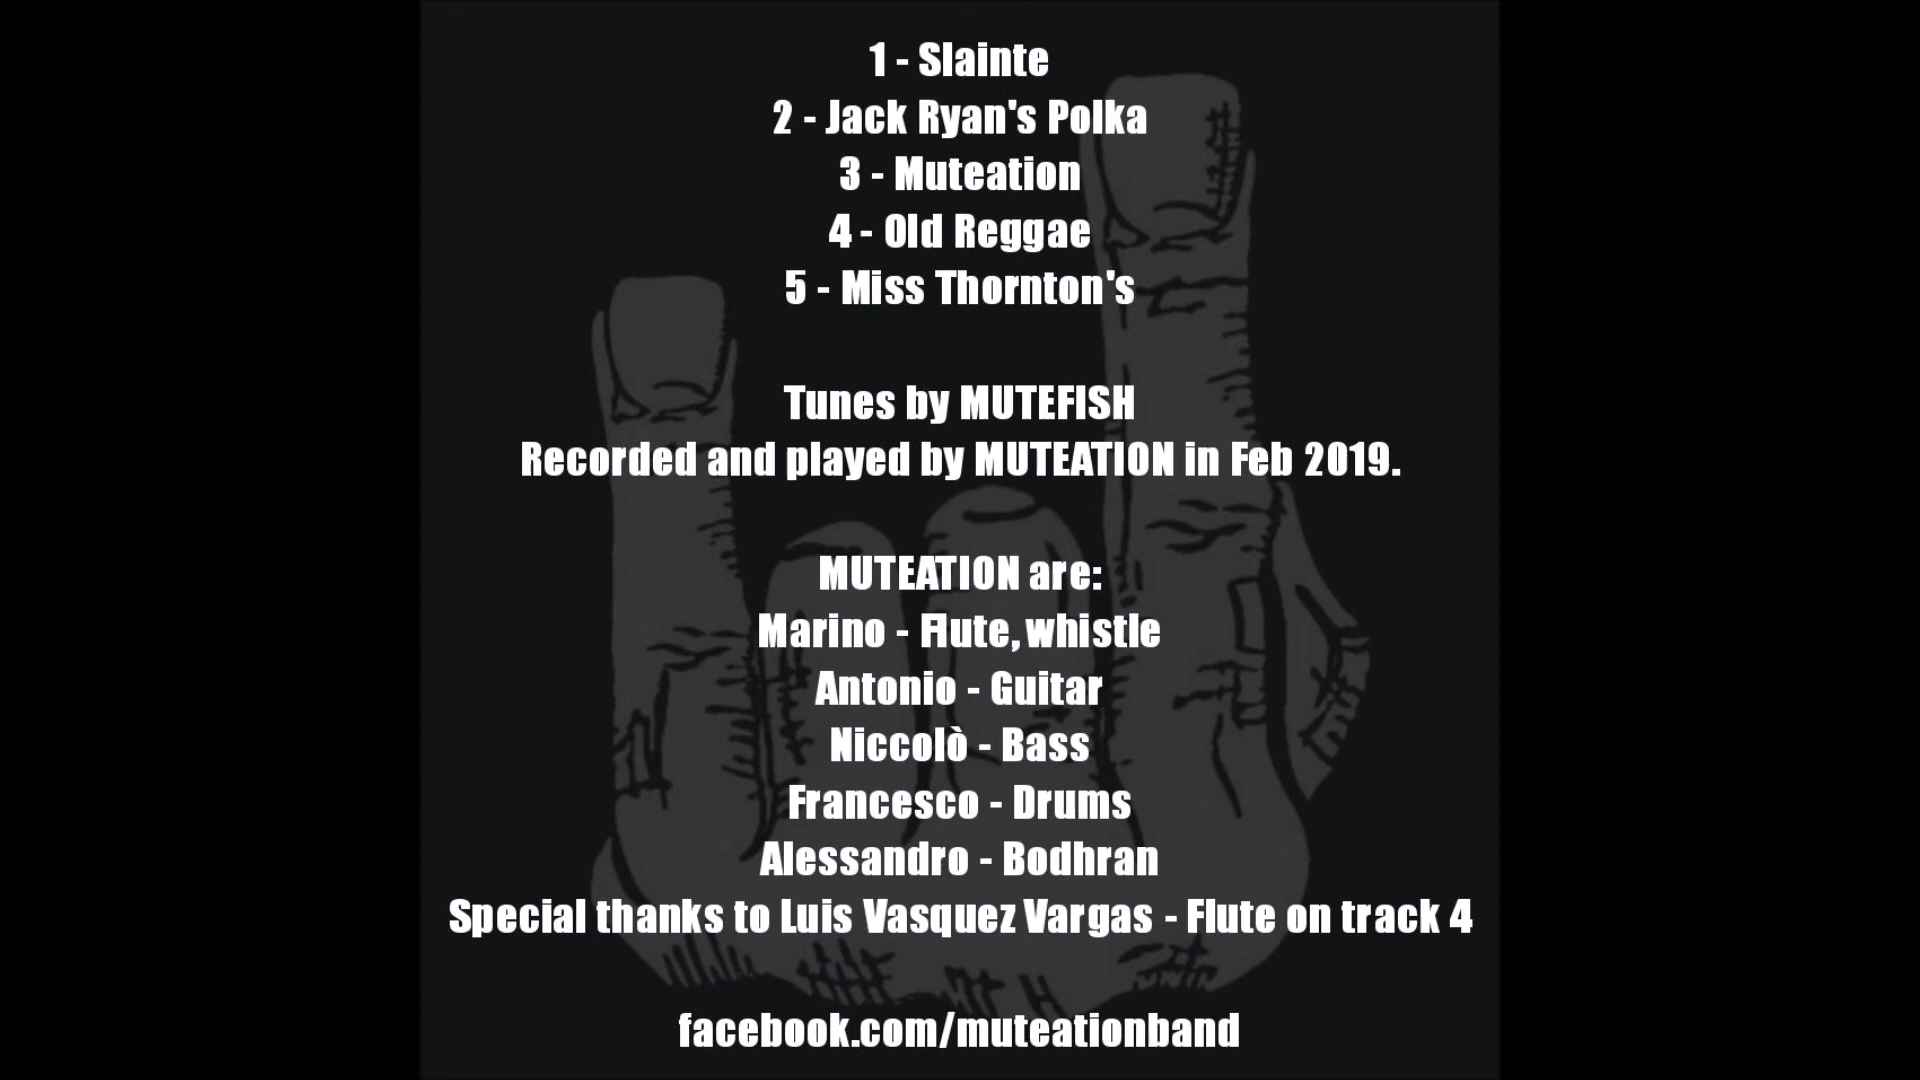 1 - Slainte
2 - Jack Ryan's Polka
3 - Muteation
4 - Old Reggae
5 - Miss Thornton's
Tunes by MUTEFISH
Recorded and played by MUTEATION in Feb 2019.
MUTEATION are:
Marino - Flute, whistle
Antonio - Guitar
Niccolò - Bass
Francesco - Drums
Alessandro - Bodhran
Special thanks to Luis Vasquez Vargas - Flute on track 4
facebook.com/muteationband